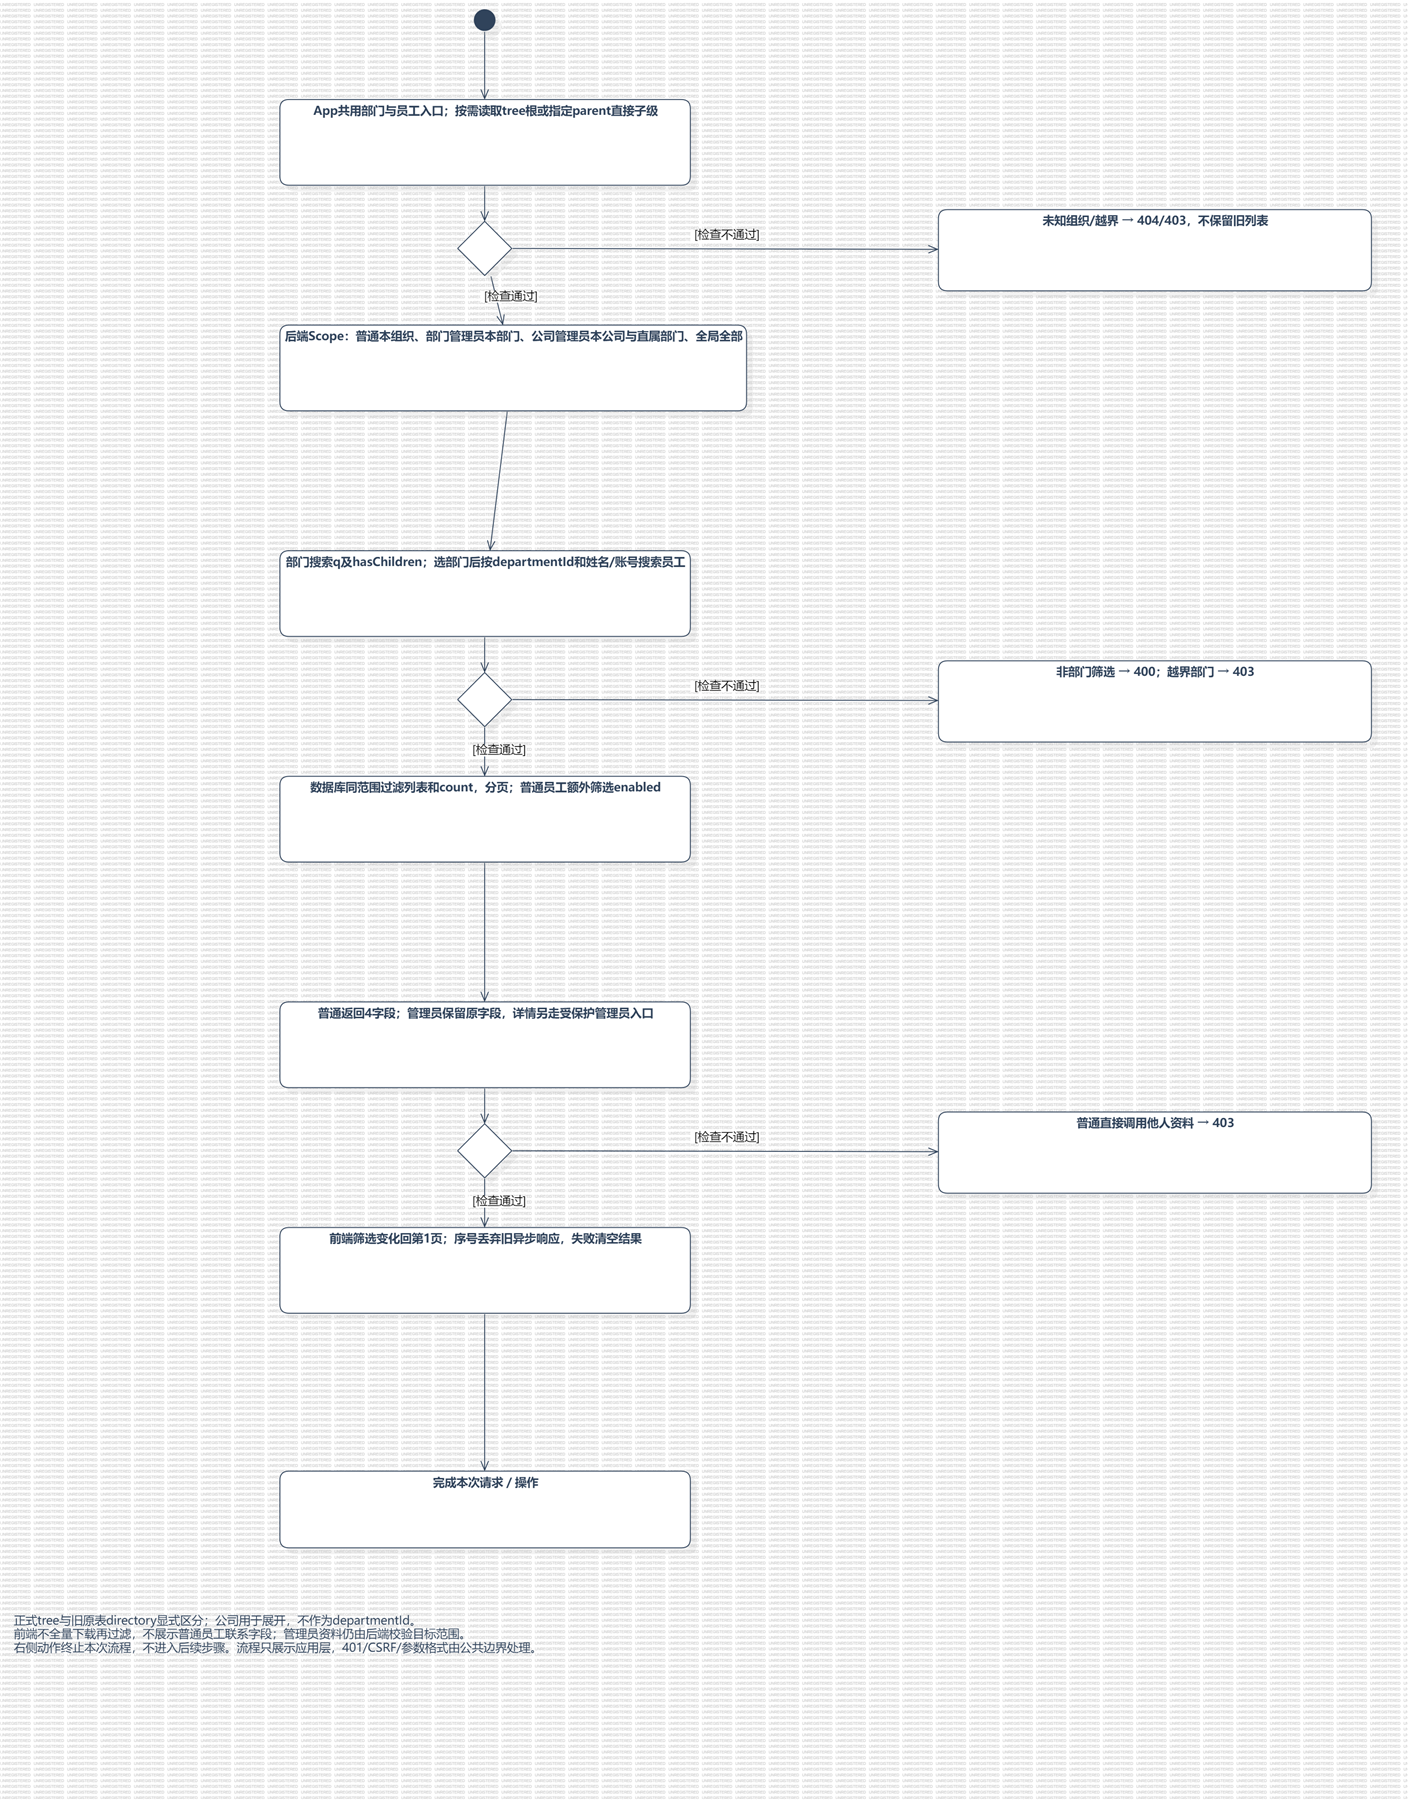 App共用部门与员工入口；按需读取tree根或指定parent直接子级
未知组织/越界 → 404/403，不保留旧列表
[检查不通过]
[检查通过]
后端Scope：普通本组织、部门管理员本部门、公司管理员本公司与直属部门、全局全部
部门搜索q及hasChildren；选部门后按departmentId和姓名/账号搜索员工
非部门筛选 → 400；越界部门 → 403
[检查不通过]
[检查通过]
数据库同范围过滤列表和count，分页；普通员工额外筛选enabled
普通返回4字段；管理员保留原字段，详情另走受保护管理员入口
普通直接调用他人资料 → 403
[检查不通过]
[检查通过]
前端筛选变化回第1页；序号丢弃旧异步响应，失败清空结果
完成本次请求 / 操作
正式tree与旧原表directory显式区分；公司用于展开，不作为departmentId。
前端不全量下载再过滤，不展示普通员工联系字段；管理员资料仍由后端校验目标范围。
右侧动作终止本次流程，不进入后续步骤。流程只展示应用层，401/CSRF/参数格式由公共边界处理。